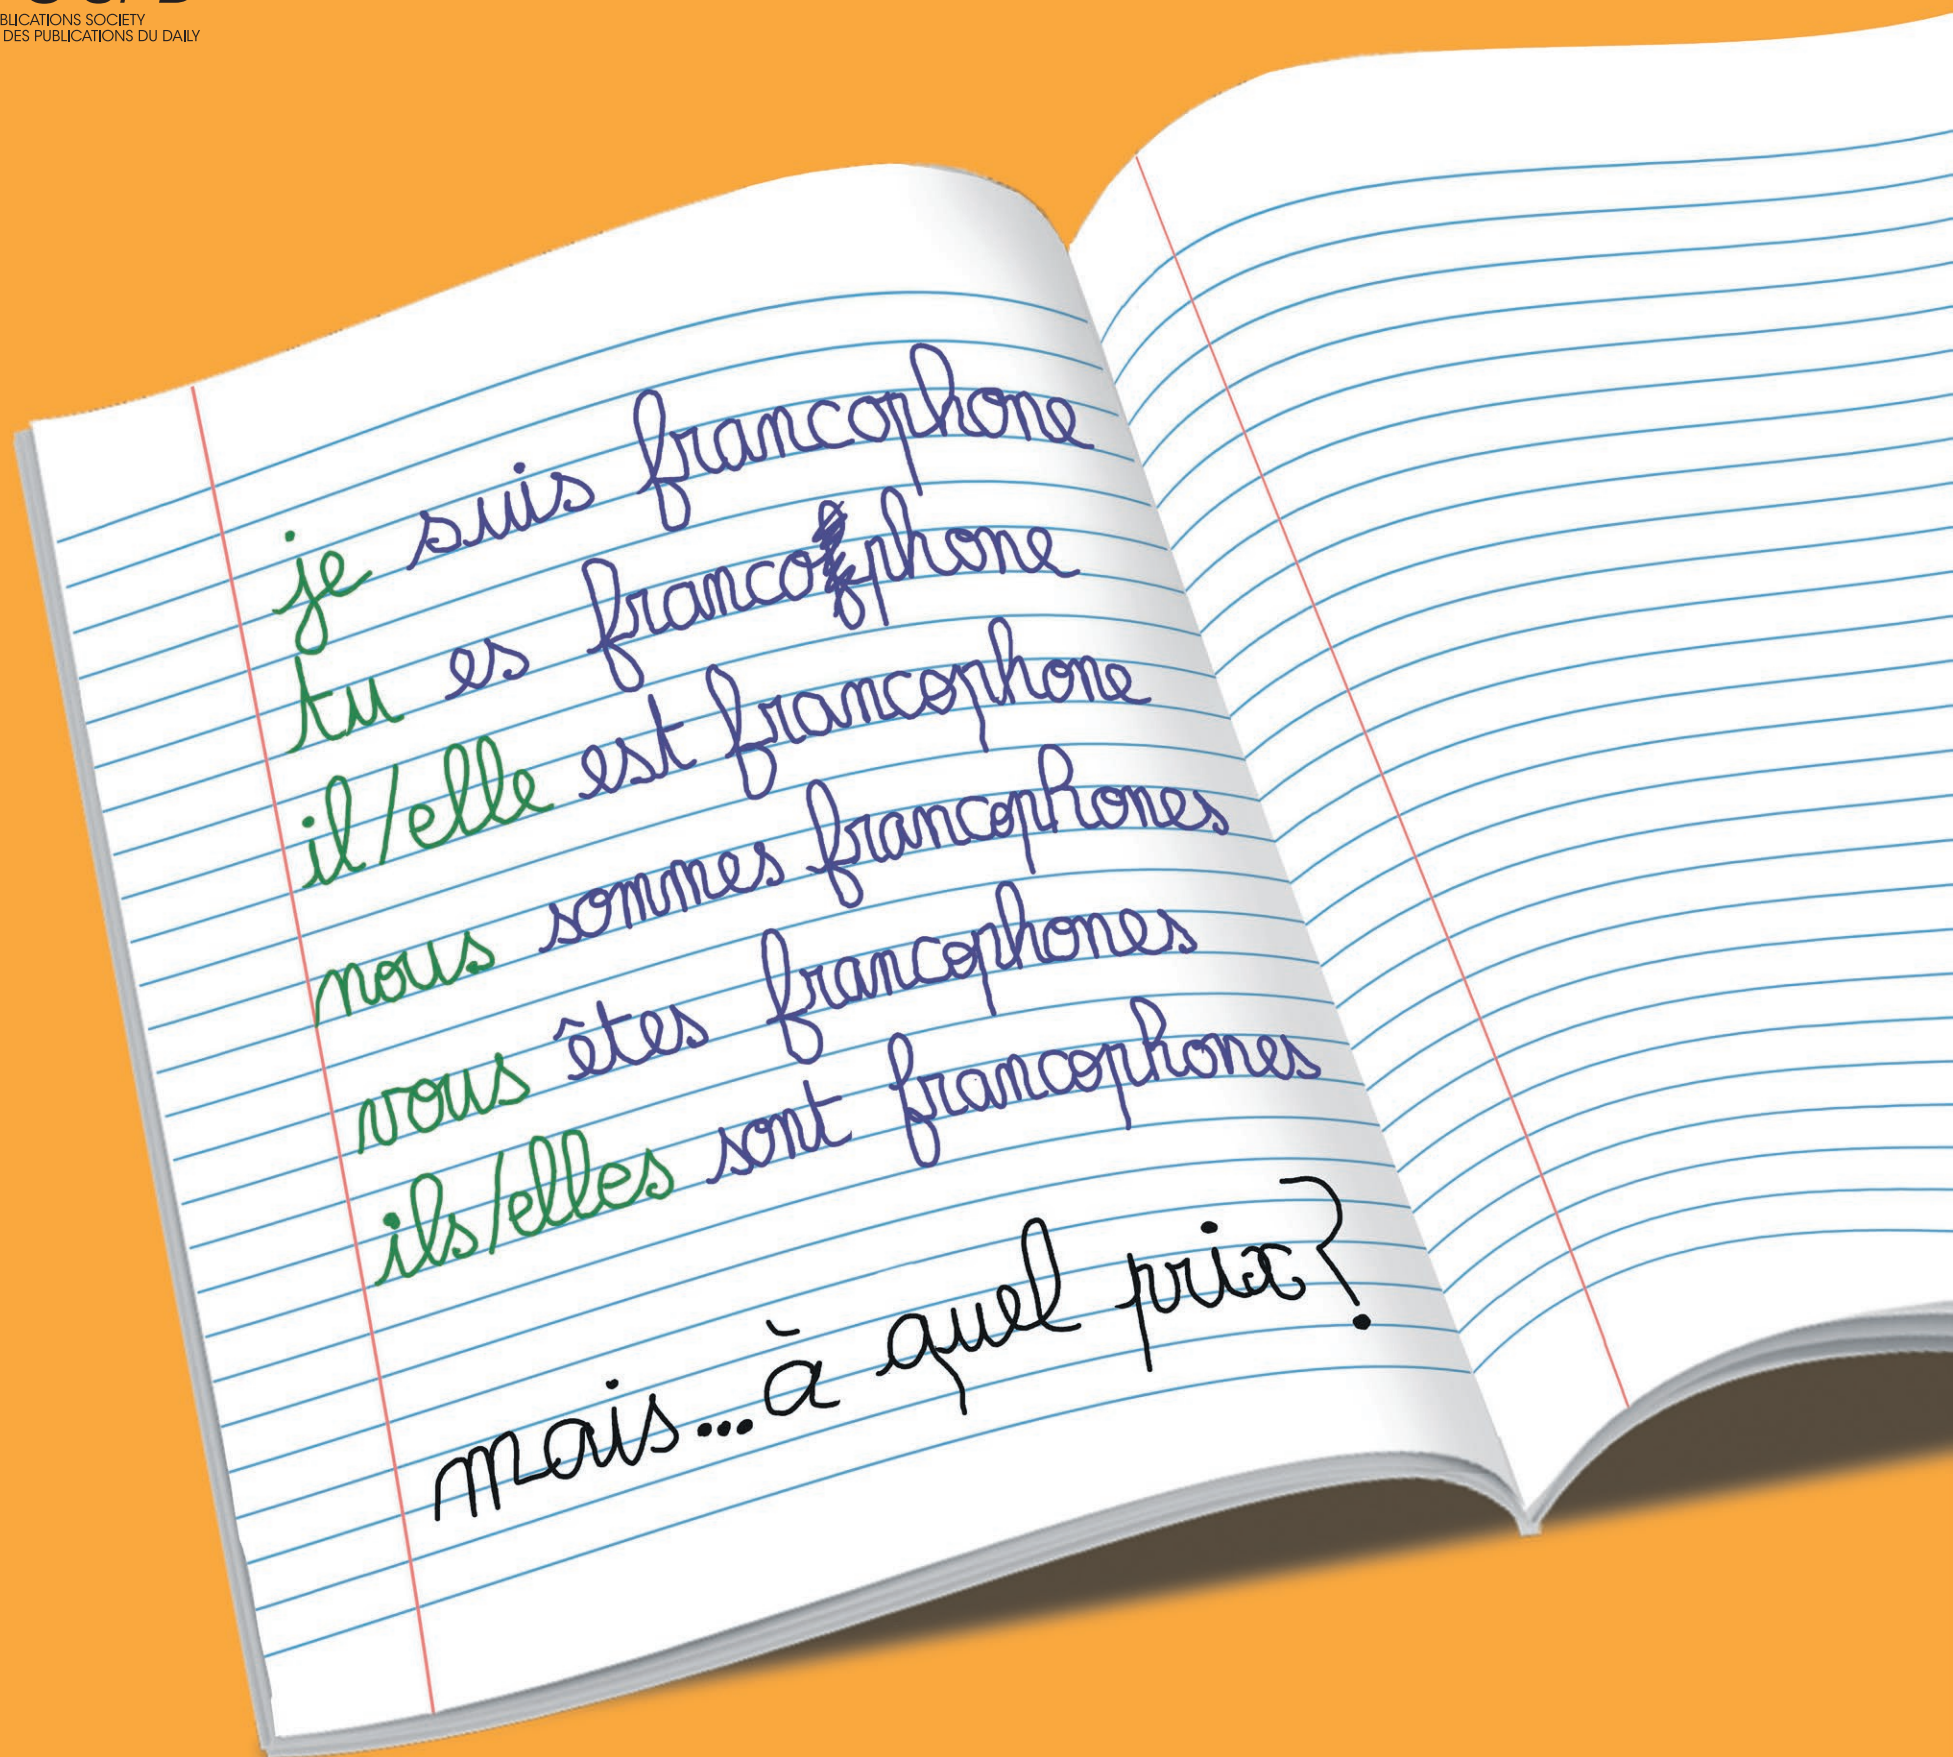 BLICATIONS SOCIETY
DES PUBLICATIONS DU DAILY
je suis francophone
tu es francophone
il/elle est francophone
nous sommes francophones
vous êtes francophones
ils/elles sont francophones
mais...à quel prix?